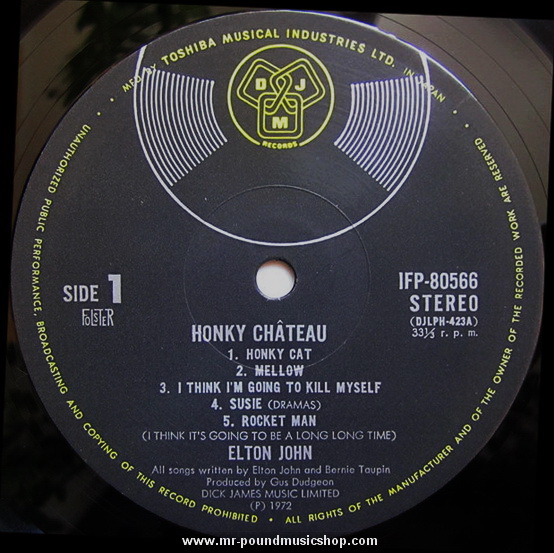 · MFD BY TOSHIBA MUSICAL INDUSTRIES LTD. IN JAPAN ·
DJM
RECORDS
· UNAUTHORIZED PUBLIC PERFORMANCE, BROADCASTING AND COPYING OF THIS RECORD PROHIBITED · ALL RIGHTS OF THE MANUFACTURER AND OF THE OWNER OF THE RECORDED WORK ARE RESERVED ·
SIDE 1
FOLSTER
IFP-80566
STEREO
(DJLPH-423A)
33⅓ r. p. m.
HONKY CHÂTEAU
1. HONKY CAT
2. MELLOW
3. I THINK I'M GOING TO KILL MYSELF
4. SUSIE (DRAMAS)
5. ROCKET MAN
(I THINK IT'S GOING TO BE A LONG LONG TIME)
ELTON JOHN
All songs written by Elton John and Bernie Taupin
Produced by Gus Dudgeon
DICK JAMES MUSIC LIMITED
(P) 1972
www.mr-poundmusicshop.com